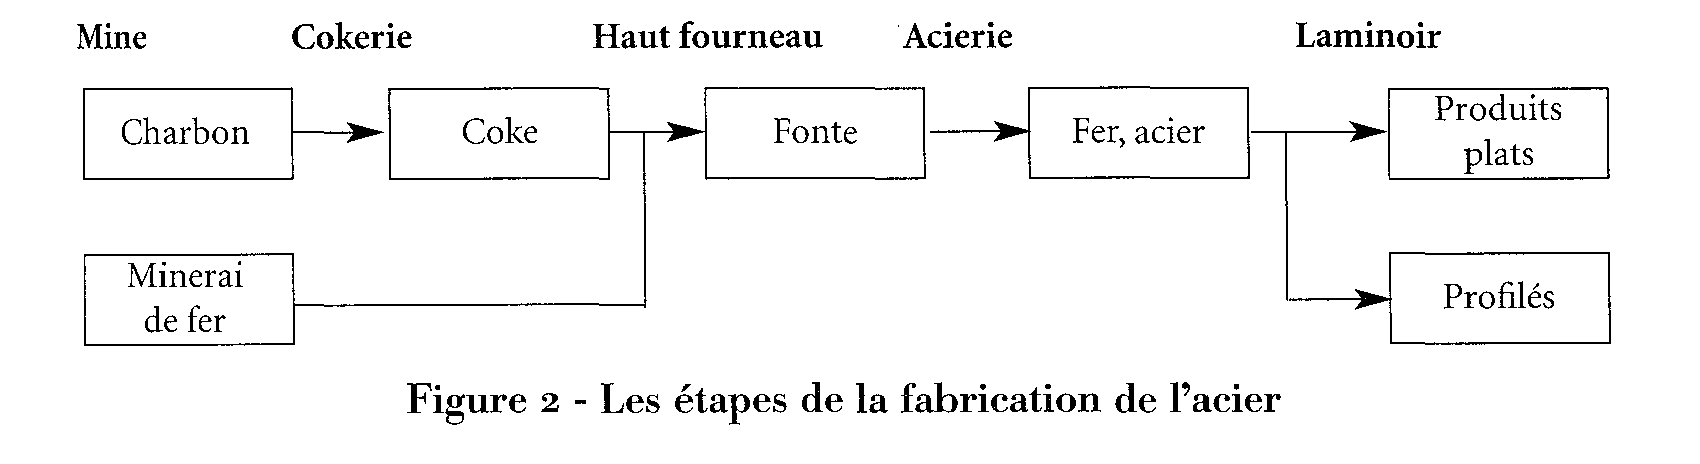 Mine Cokerie Haut fourneau Acierie Laminoir
Charbon Coke Fonte Fer, acier Produits
plats
Minerai
de fer Profilés
Figure 2 - Les étapes de la fabrication de l'acier